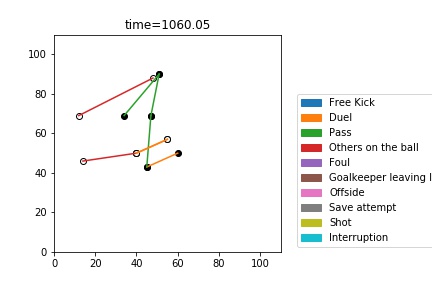 time=1060.05
100
80
60
40
20
0
0 20 40 60 80 100
Free Kick
Duel
Pass
Others on the ball
Foul
Goalkeeper leaving l
Offside
Save attempt
Shot
Interruption